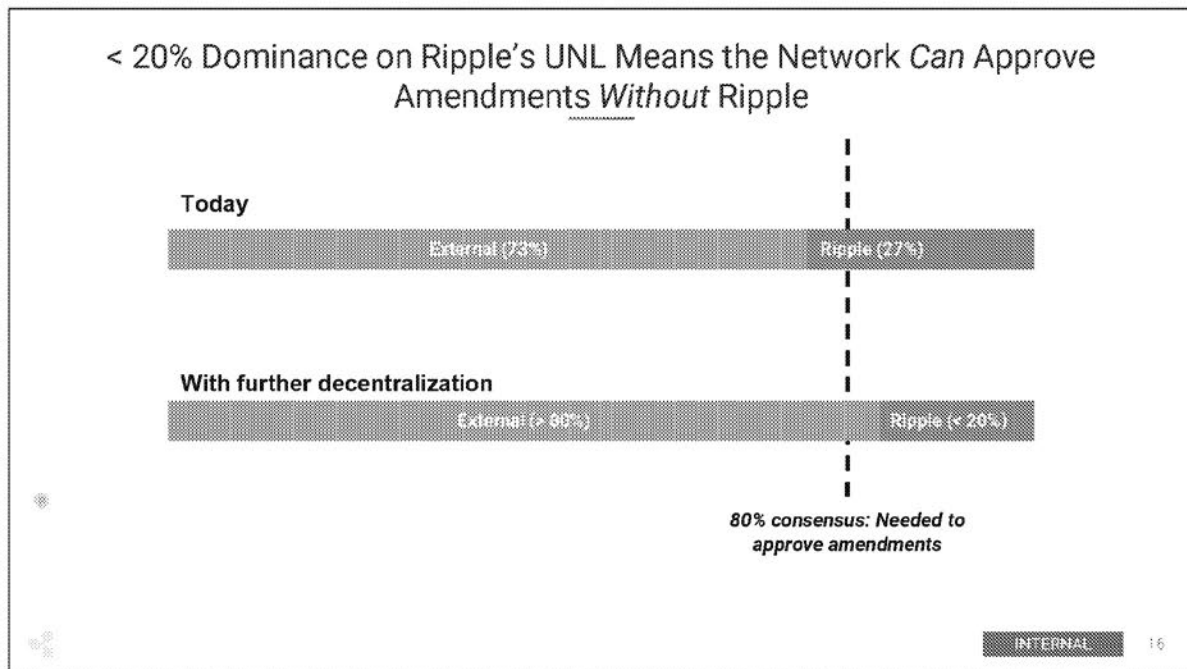 < 20% Dominance on Ripple's UNL Means the Network Can Approve
Amendments Without Ripple
Today
External (73%)
Ripple (27%)
With further decentralization
External (> 80%)
Ripple (< 20%)
80% consensus: Needed to
approve amendments
INTERNAL
16